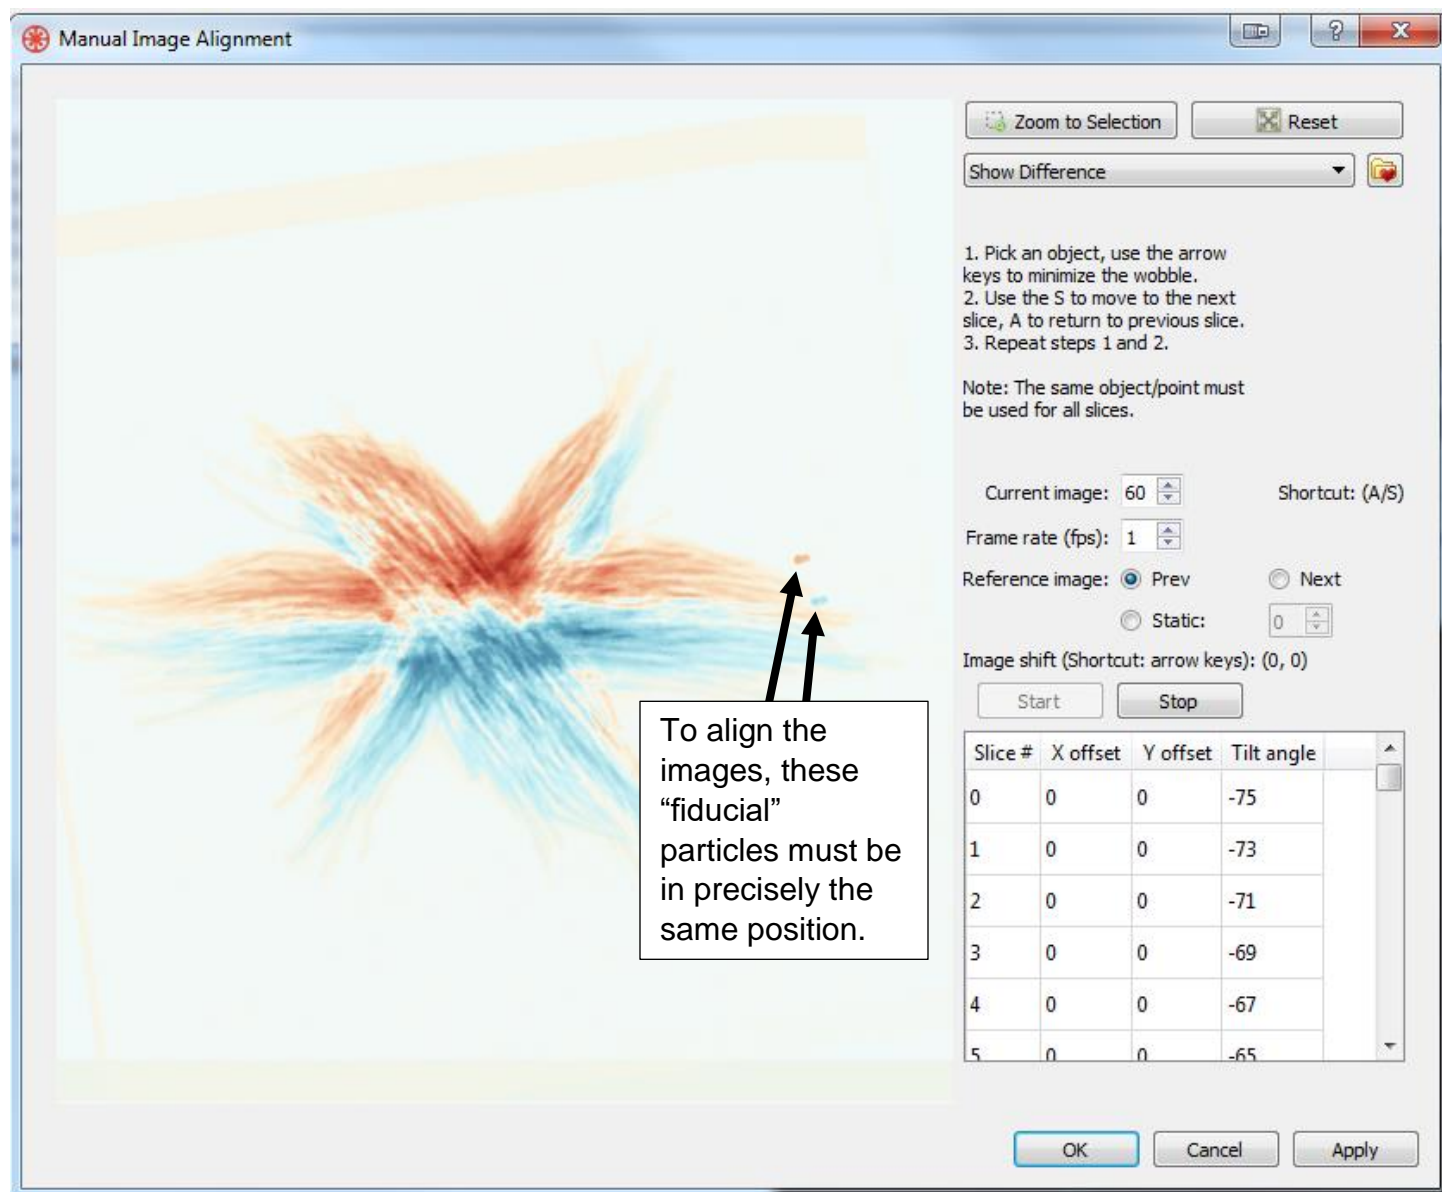 Manual Image Alignment
Zoom to Selection
Reset
Show Difference
1. Pick an object, use the arrow
keys to minimize the wobble.
2. Use the S to move to the next
slice, A to return to previous slice.
3. Repeat steps 1 and 2.
Note: The same object/point must
be used for all slices.
Current image: 60 Shortcut: (A/S)
Frame rate (fps): 1
Reference image: Prev Next
Static: 0
Image shift (Shortcut: arrow keys): (0, 0)
Start Stop
To align the
images, these
“fiducial”
particles must be
in precisely the
same position.
Slice # X offset Y offset Tilt angle
0 0 0 -75
1 0 0 -73
2 0 0 -71
3 0 0 -69
4 0 0 -67
5 0 0 -65
OK Cancel Apply